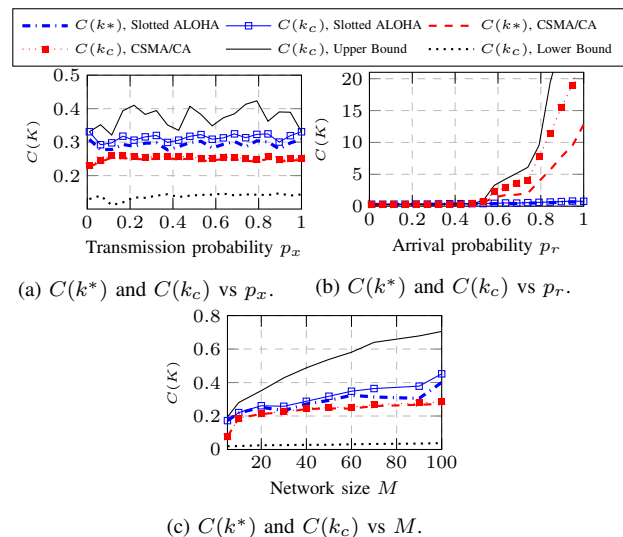 C(k*), Slotted ALOHA C(k_c), Slotted ALOHA C(k*), CSMA/CA
C(k_c), CSMA/CA C(k_c), Upper Bound C(k_c), Lower Bound
0.5
0.4
0.3
0.2
C(K)
0 0.2 0.4 0.6 0.8 1
Transmission probability p_x
(a) C(k*) and C(k_c) vs p_x.
20
15
10
5
0
C(K)
0 0.2 0.4 0.6 0.8 1
Arrival probability p_r
(b) C(k*) and C(k_c) vs p_r.
0.8
0.6
0.4
0.2
0
C(K)
20 40 60 80 100
Network size M
(c) C(k*) and C(k_c) vs M.